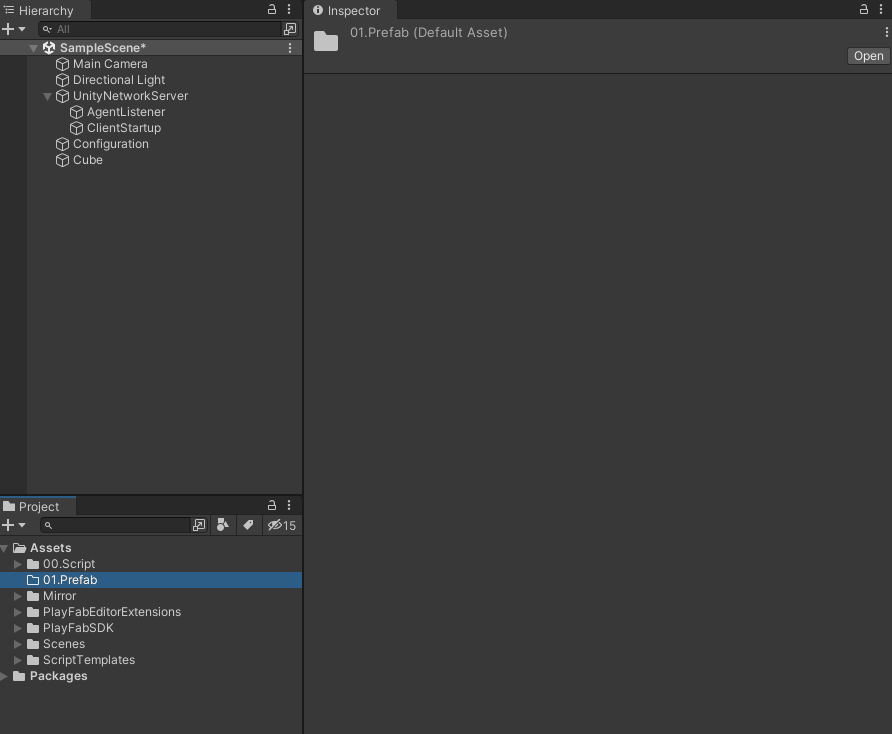 Hierarchy
All
SampleScene*
Main Camera
Directional Light
UnityNetworkServer
AgentListener
ClientStartup
Configuration
Cube
Project
15
Assets
00.Script
01.Prefab
Mirror
PlayFabEditorExtensions
PlayFabSDK
Scenes
ScriptTemplates
Packages
Inspector
01.Prefab (Default Asset)
Open